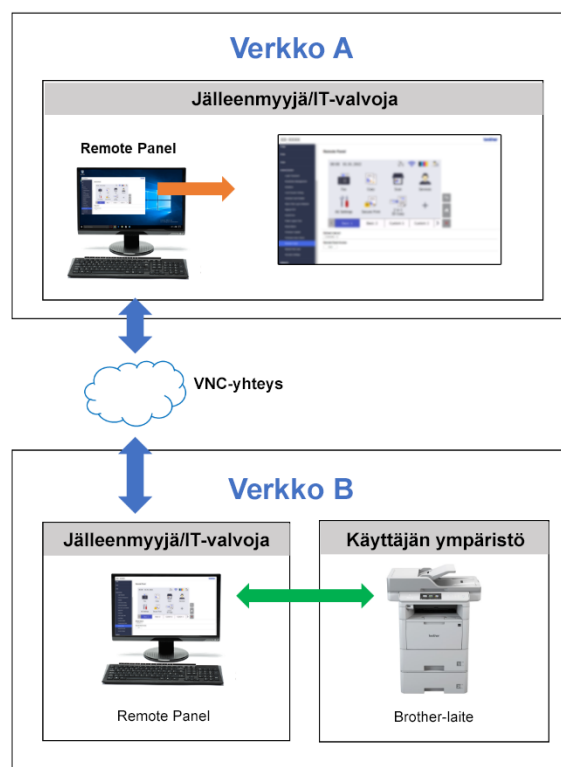 Verkko A
Jälleenmyyjä/IT-valvoja
Remote Panel
VNC-yhteys
Verkko B
Jälleenmyyjä/IT-valvoja
Käyttäjän ympäristö
Remote Panel
Brother-laite